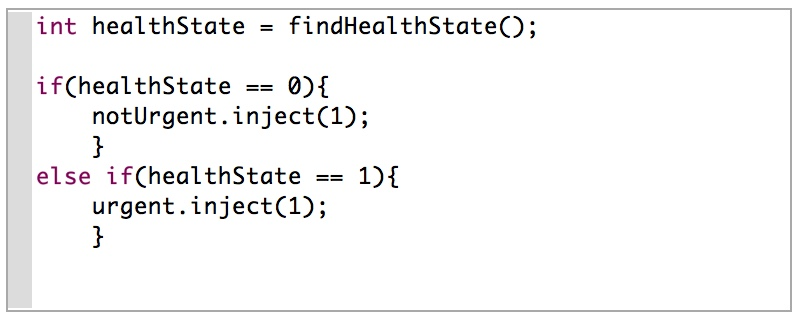 int healthState = findHealthState();
if(healthState == 0){
    notUrgent.inject(1);
    }
else if(healthState == 1){
    urgent.inject(1);
    }